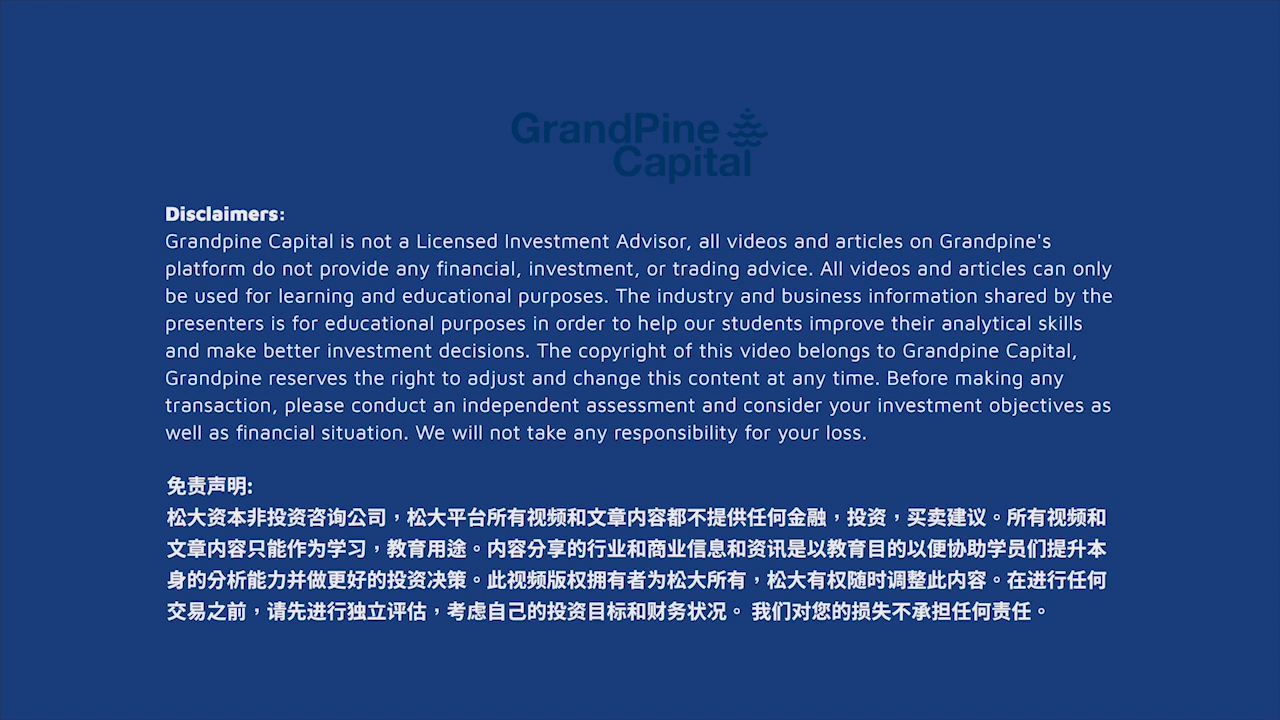 GrandPine
Capital
Disclaimers:
Grandpine Capital is not a Licensed Investment Advisor, all videos and articles on Grandpine's
platform do not provide any financial, investment, or trading advice. All videos and articles can only
be used for learning and educational purposes. The industry and business information shared by the
presenters is for educational purposes in order to help our students improve their analytical skills
and make better investment decisions. The copyright of this video belongs to Grandpine Capital,
Grandpine reserves the right to adjust and change this content at any time. Before making any
transaction, please conduct an independent assessment and consider your investment objectives as
well as financial situation. We will not take any responsibility for your loss.
免责声明:
松大资本非投资咨询公司，松大平台所有视频和文章内容都不提供任何金融，投资，买卖建议。所有视频和
文章内容只能作为学习，教育用途。内容分享的行业和商业信息和资讯是以教育目的以便协助学员们提升本
身的分析能力并做更好的投资决策。此视频版权拥有者为松大所有，松大有权随时调整此内容。在进行任何
交易之前，请先进行独立评估，考虑自己的投资目标和财务状况。 我们对您的损失不承担任何责任。